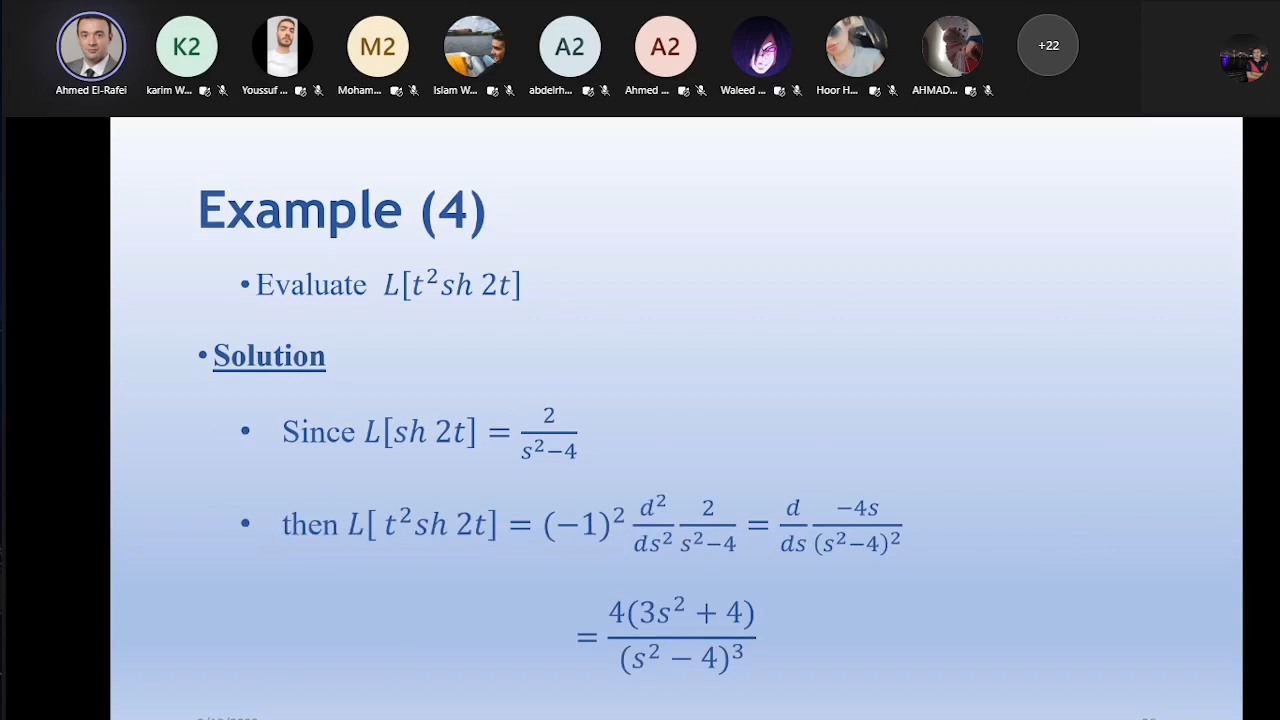 K2 M2 A2 A2 +22
Ahmed El-Rafei karim W... Youssuf ... Moham... Islam W... abdelrh... Ahmed ... Waleed ... Hoor H... AHMAD...
Example (4)
• Evaluate L[t²sh 2t]
• Solution
• Since L[sh 2t] = 2/(s²−4)
• then L[ t²sh 2t] = (−1)² d²/ds² 2/(s²−4) = d/ds −4s/(s²−4)²
= 4(3s² + 4)/(s² − 4)³